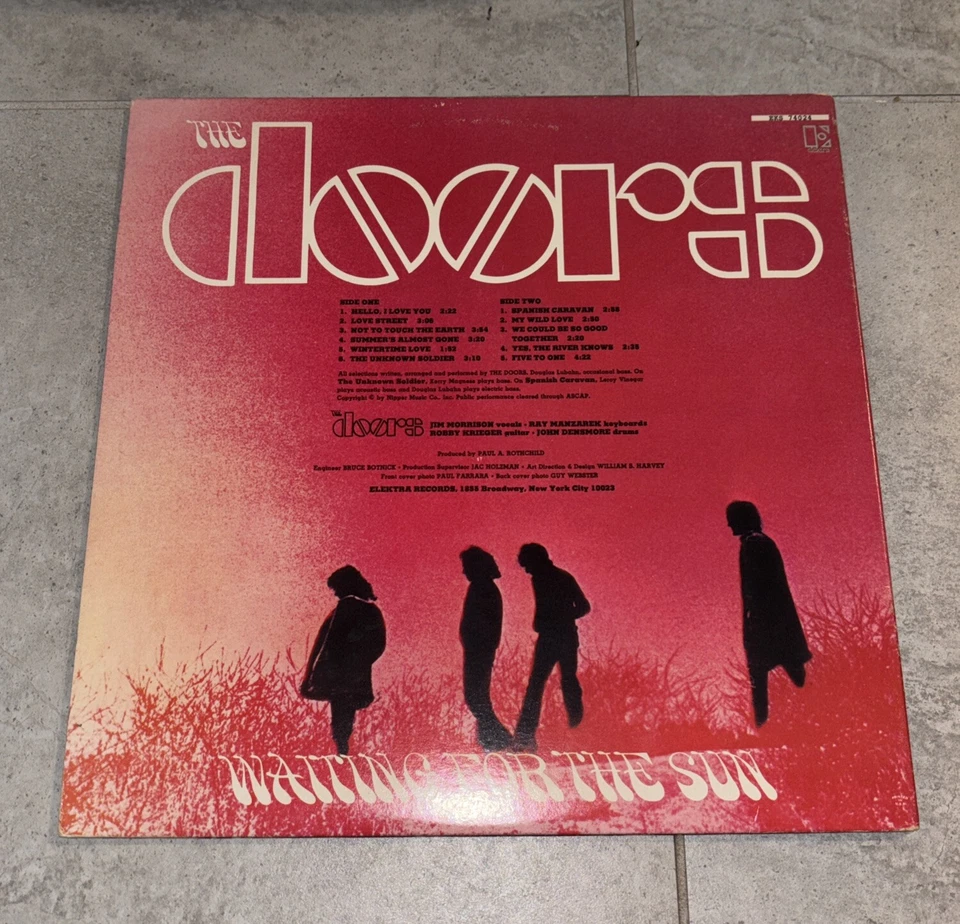 EKS 74024
THE
doors
SIDE ONE
1. HELLO, I LOVE YOU 2:22
2. LOVE STREET 3:06
3. NOT TO TOUCH THE EARTH 3:54
4. SUMMER'S ALMOST GONE 3:20
5. WINTERTIME LOVE 1:52
6. THE UNKNOWN SOLDIER 3:10
SIDE TWO
1. SPANISH CARAVAN 2:58
2. MY WILD LOVE 2:50
3. WE COULD BE SO GOOD
TOGETHER 2:20
4. YES, THE RIVER KNOWS 2:35
5. FIVE TO ONE 4:22
All selections written, arranged and performed by THE DOORS. Douglas Lubahn, occasional bass. On
The Unknown Soldier, Kerry Magness plays bass. On Spanish Caravan, Leroy Vinegar
plays acoustic bass and Douglas Lubahn plays electric bass.
Copyright © by Nipper Music Co., Inc. Public performance cleared through ASCAP.
THE doors
JIM MORRISON vocals • RAY MANZAREK keyboards
ROBBY KRIEGER guitar • JOHN DENSMORE drums
Produced by PAUL A. ROTHCHILD
Engineer BRUCE BOTNICK • Production Supervisor JAC HOLZMAN • Art Direction & Design WILLIAM S. HARVEY
Front cover photo PAUL FERRARA • Back cover photo GUY WEBSTER
ELEKTRA RECORDS, 1855 Broadway, New York City 10023
WAITING FOR THE SUN